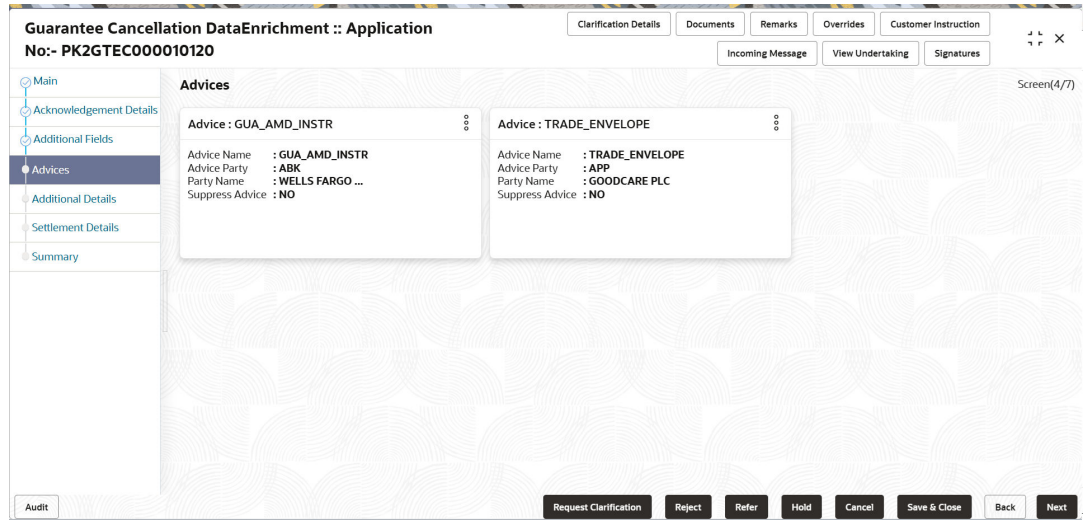 Guarantee Cancellation DataEnrichment :: Application
No:- PK2GTEC000010120
Clarification Details
Documents
Remarks
Overrides
Customer Instruction
Incoming Message
View Undertaking
Signatures
Main
Acknowledgement Details
Additional Fields
Advices
Additional Details
Settlement Details
Summary
Advices
Screen(4/7)
Advice : GUA_AMD_INSTR
Advice Name : GUA_AMD_INSTR
Advice Party : ABK
Party Name : WELLS FARGO ...
Suppress Advice : NO
Advice : TRADE_ENVELOPE
Advice Name : TRADE_ENVELOPE
Advice Party : APP
Party Name : GOODCARE PLC
Suppress Advice : NO
Audit
Request Clarification
Reject
Refer
Hold
Cancel
Save & Close
Back
Next